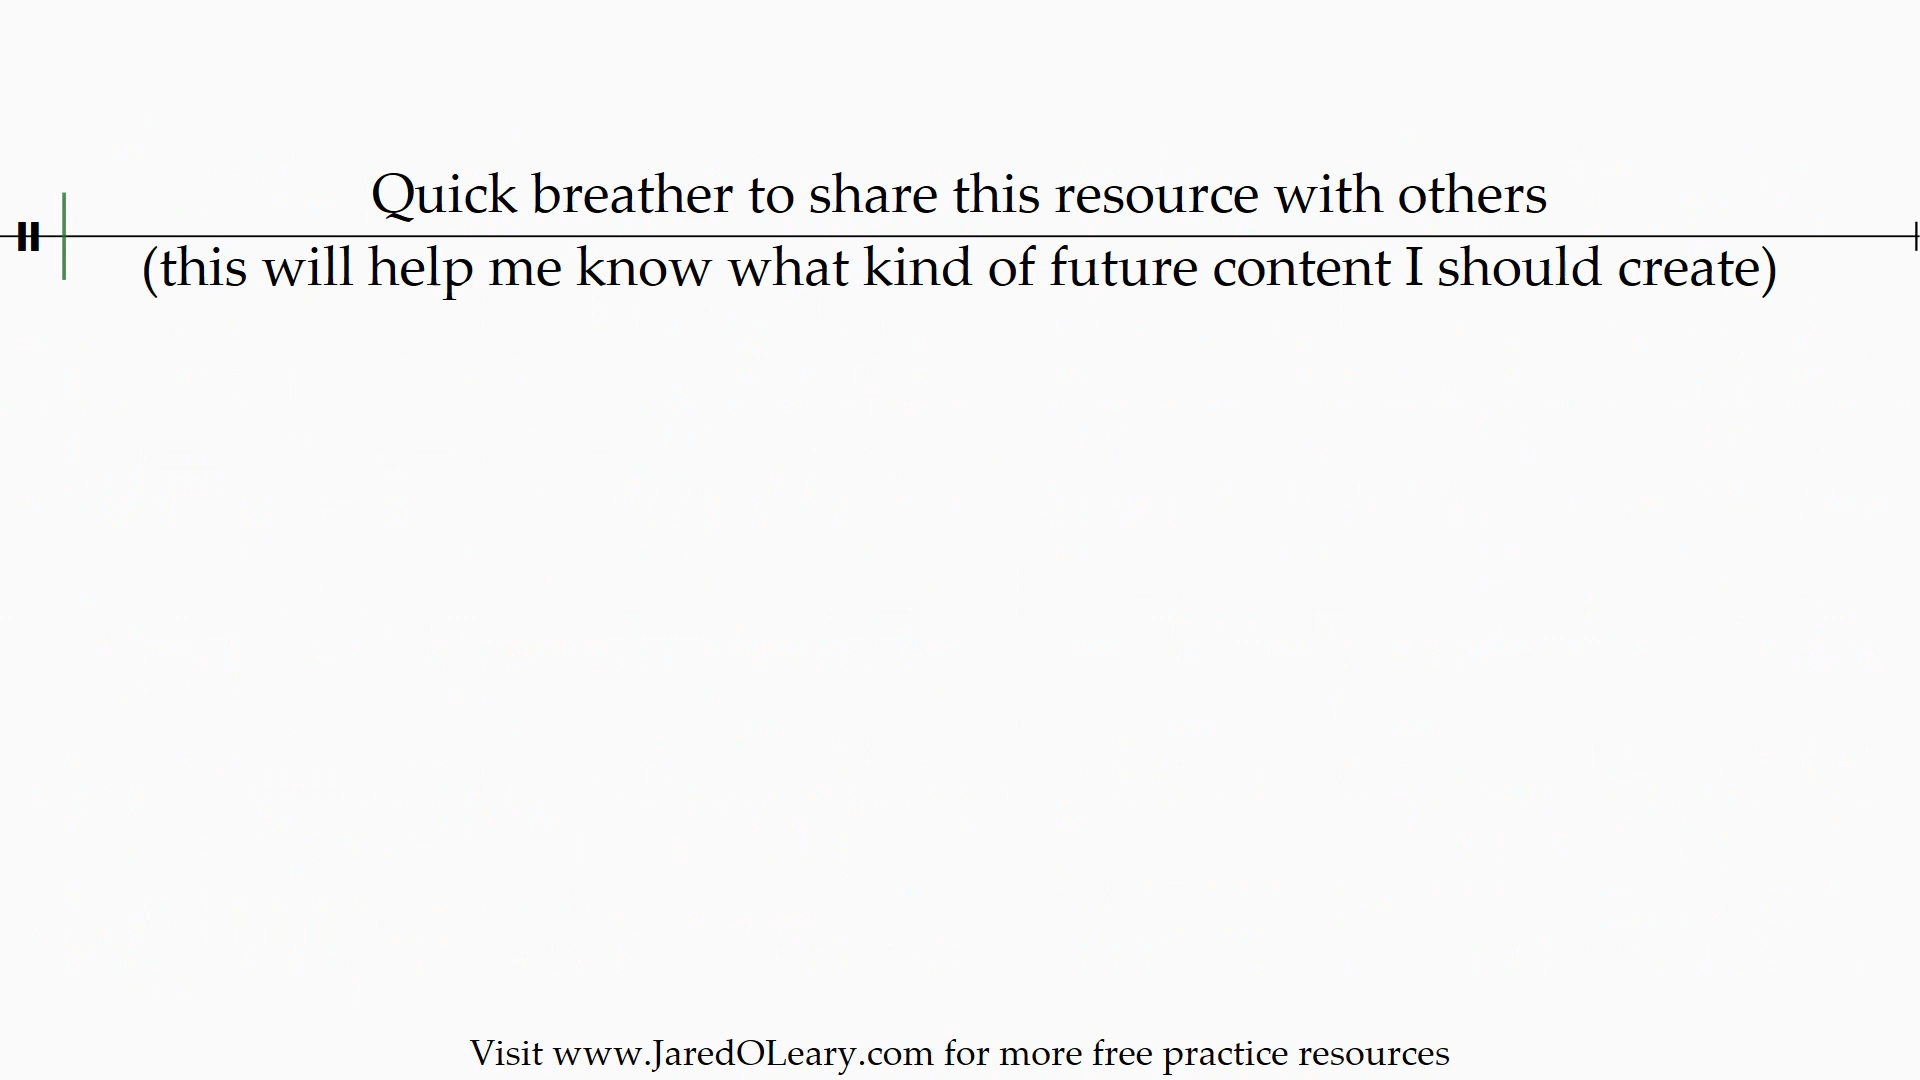 Quick breather to share this resource with others
(this will help me know what kind of future content I should create)
Visit www.JaredOLeary.com for more free practice resources